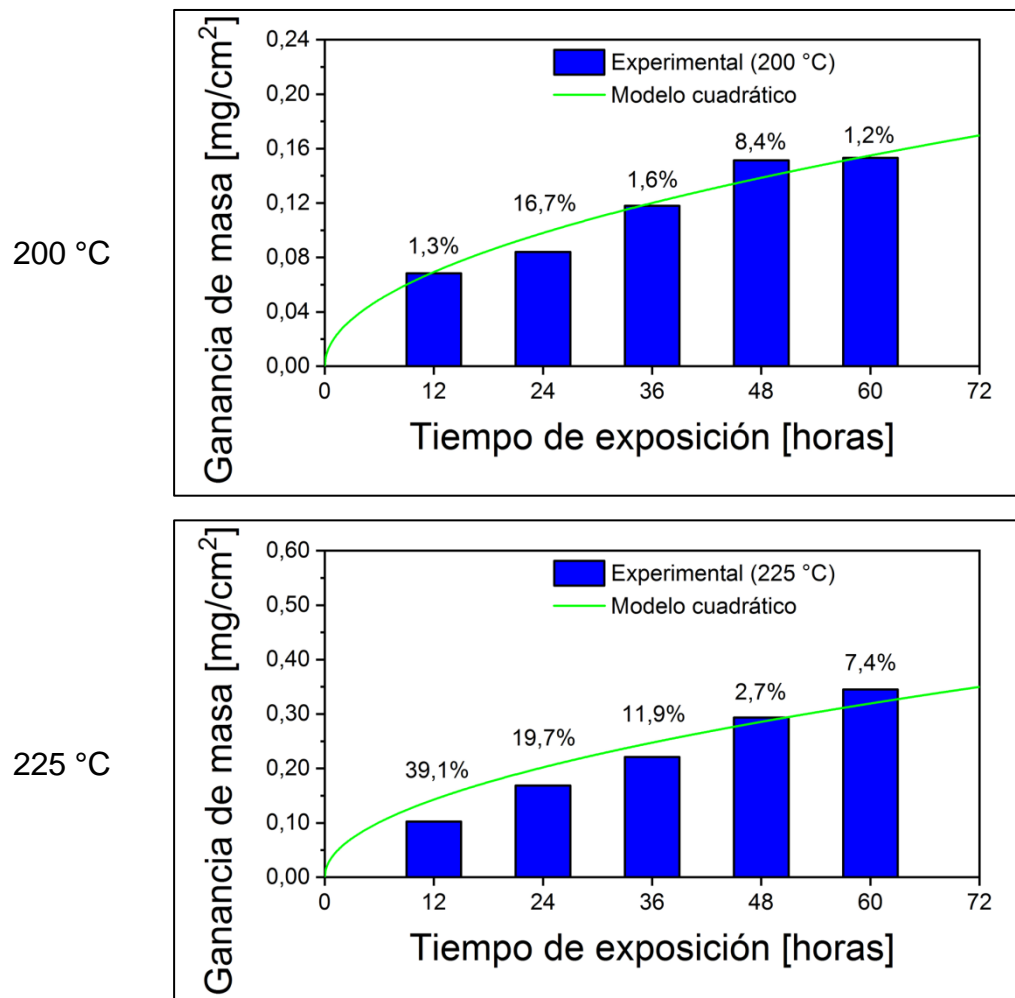 200 °C
Ganancia de masa [mg/cm²]
0,24
0,20
0,16
0,12
0,08
0,04
0,00
Experimental (200 °C)
Modelo cuadrático
1,3%
16,7%
1,6%
8,4%
1,2%
0 12 24 36 48 60 72
Tiempo de exposición [horas]
225 °C
Ganancia de masa [mg/cm²]
0,60
0,50
0,40
0,30
0,20
0,10
0,00
Experimental (225 °C)
Modelo cuadrático
39,1%
19,7%
11,9%
2,7%
7,4%
0 12 24 36 48 60 72
Tiempo de exposición [horas]